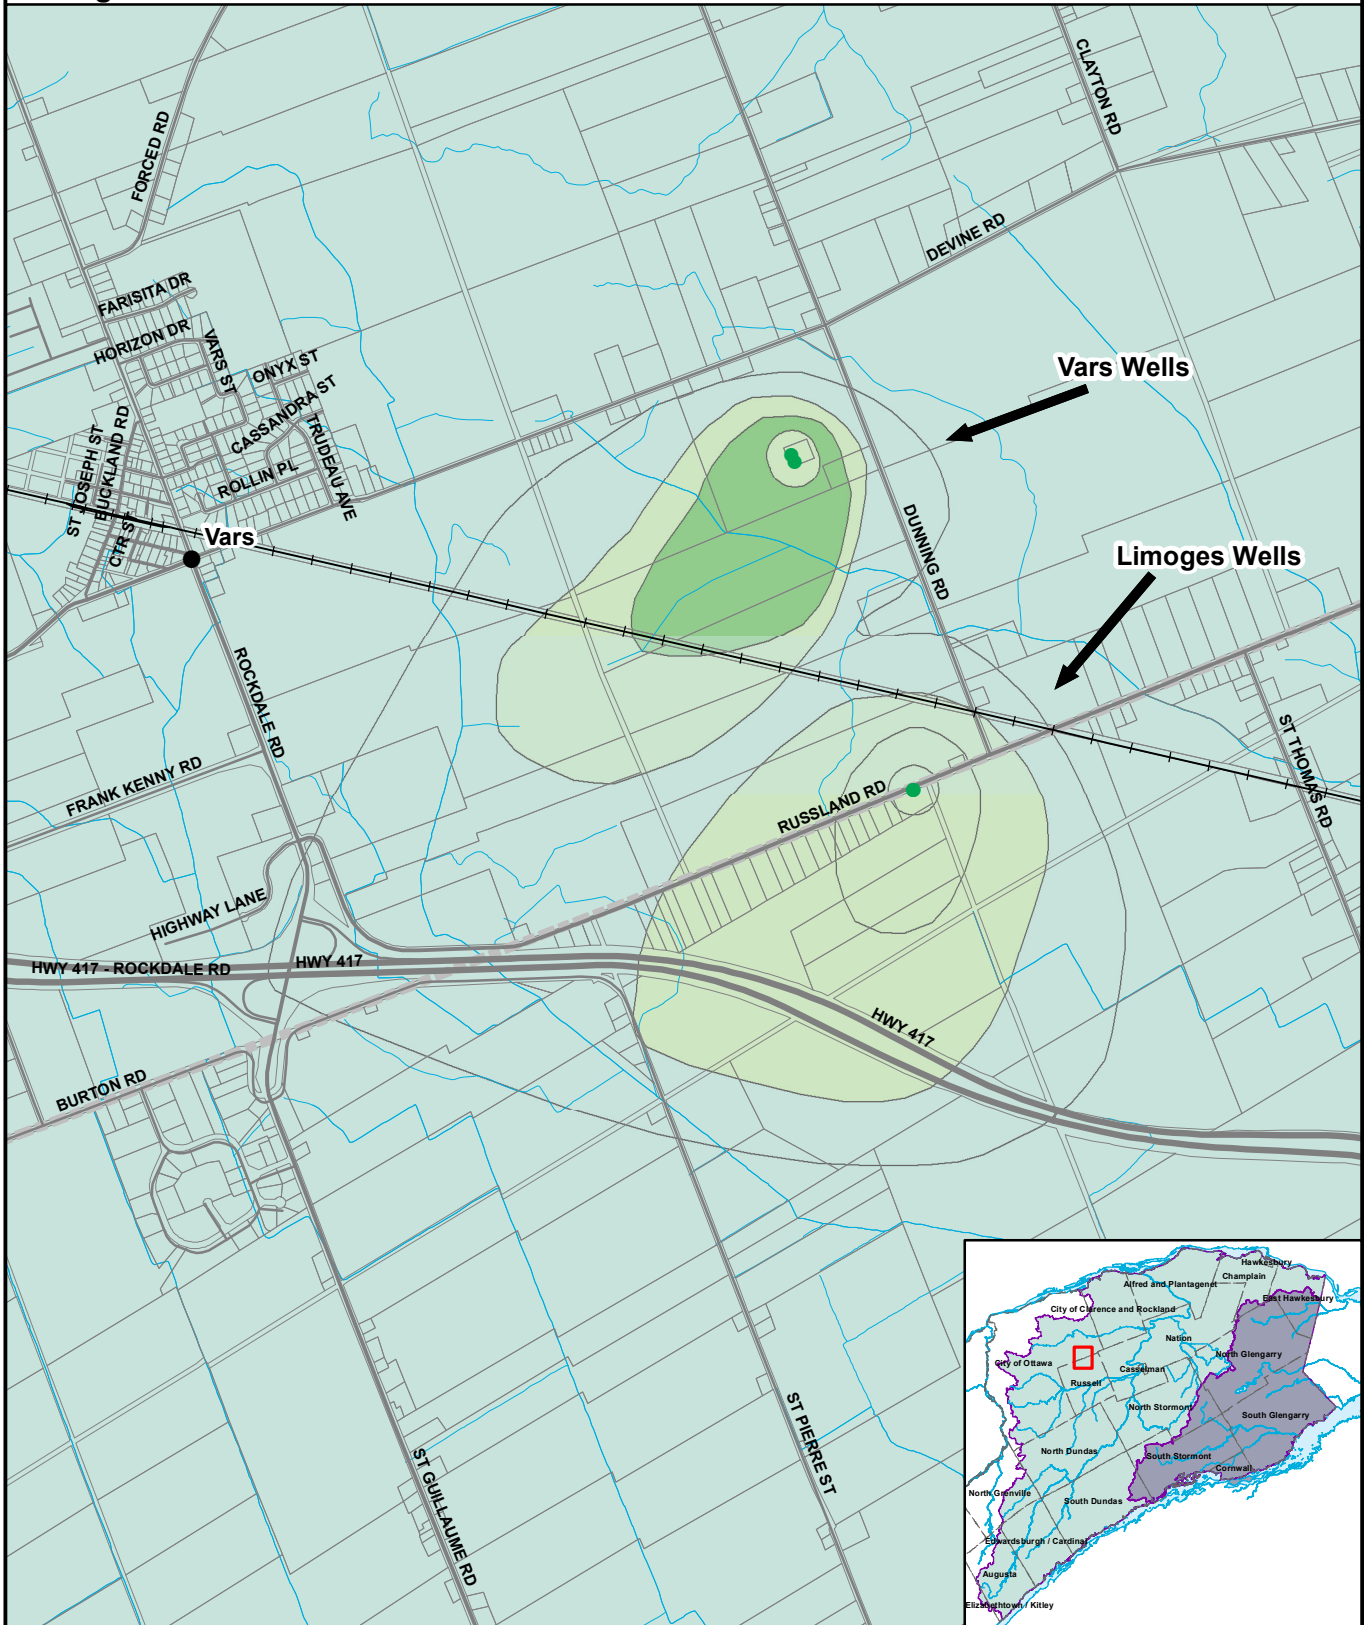 CLAYTON RD
FORCED RD
DEVINE RD
FARISITA DR
HORIZON DR
VARS ST
ONYX ST
CASSANDRA ST
Vars Wells
ST JOSEPH ST
BUCKLAND RD
TRUDEAU AVE
ROLLIN PL
CTR ST
Vars
DUNNING RD
Limoges Wells
ROCKDALE RD
ST THOMAS RD
FRANK KENNY RD
RUSSLAND RD
HIGHWAY LANE
HWY 417 - ROCKDALE RD
HWY 417
HWY 417
BURTON RD
ST PIERRE ST
ST GUILLAUME RD
Hawkesbury
Champlain
Alfred and Plantagenet
East Hawkesbury
City of Clarence and Rockland
Nation
North Glengarry
City of Ottawa
Casselman
Russell
North Stormont
South Glengarry
North Dundas
South Stormont
Cornwall
North Grenville
South Dundas
Edwardsburgh / Cardinal
Augusta
Elizabethtown / Kitley